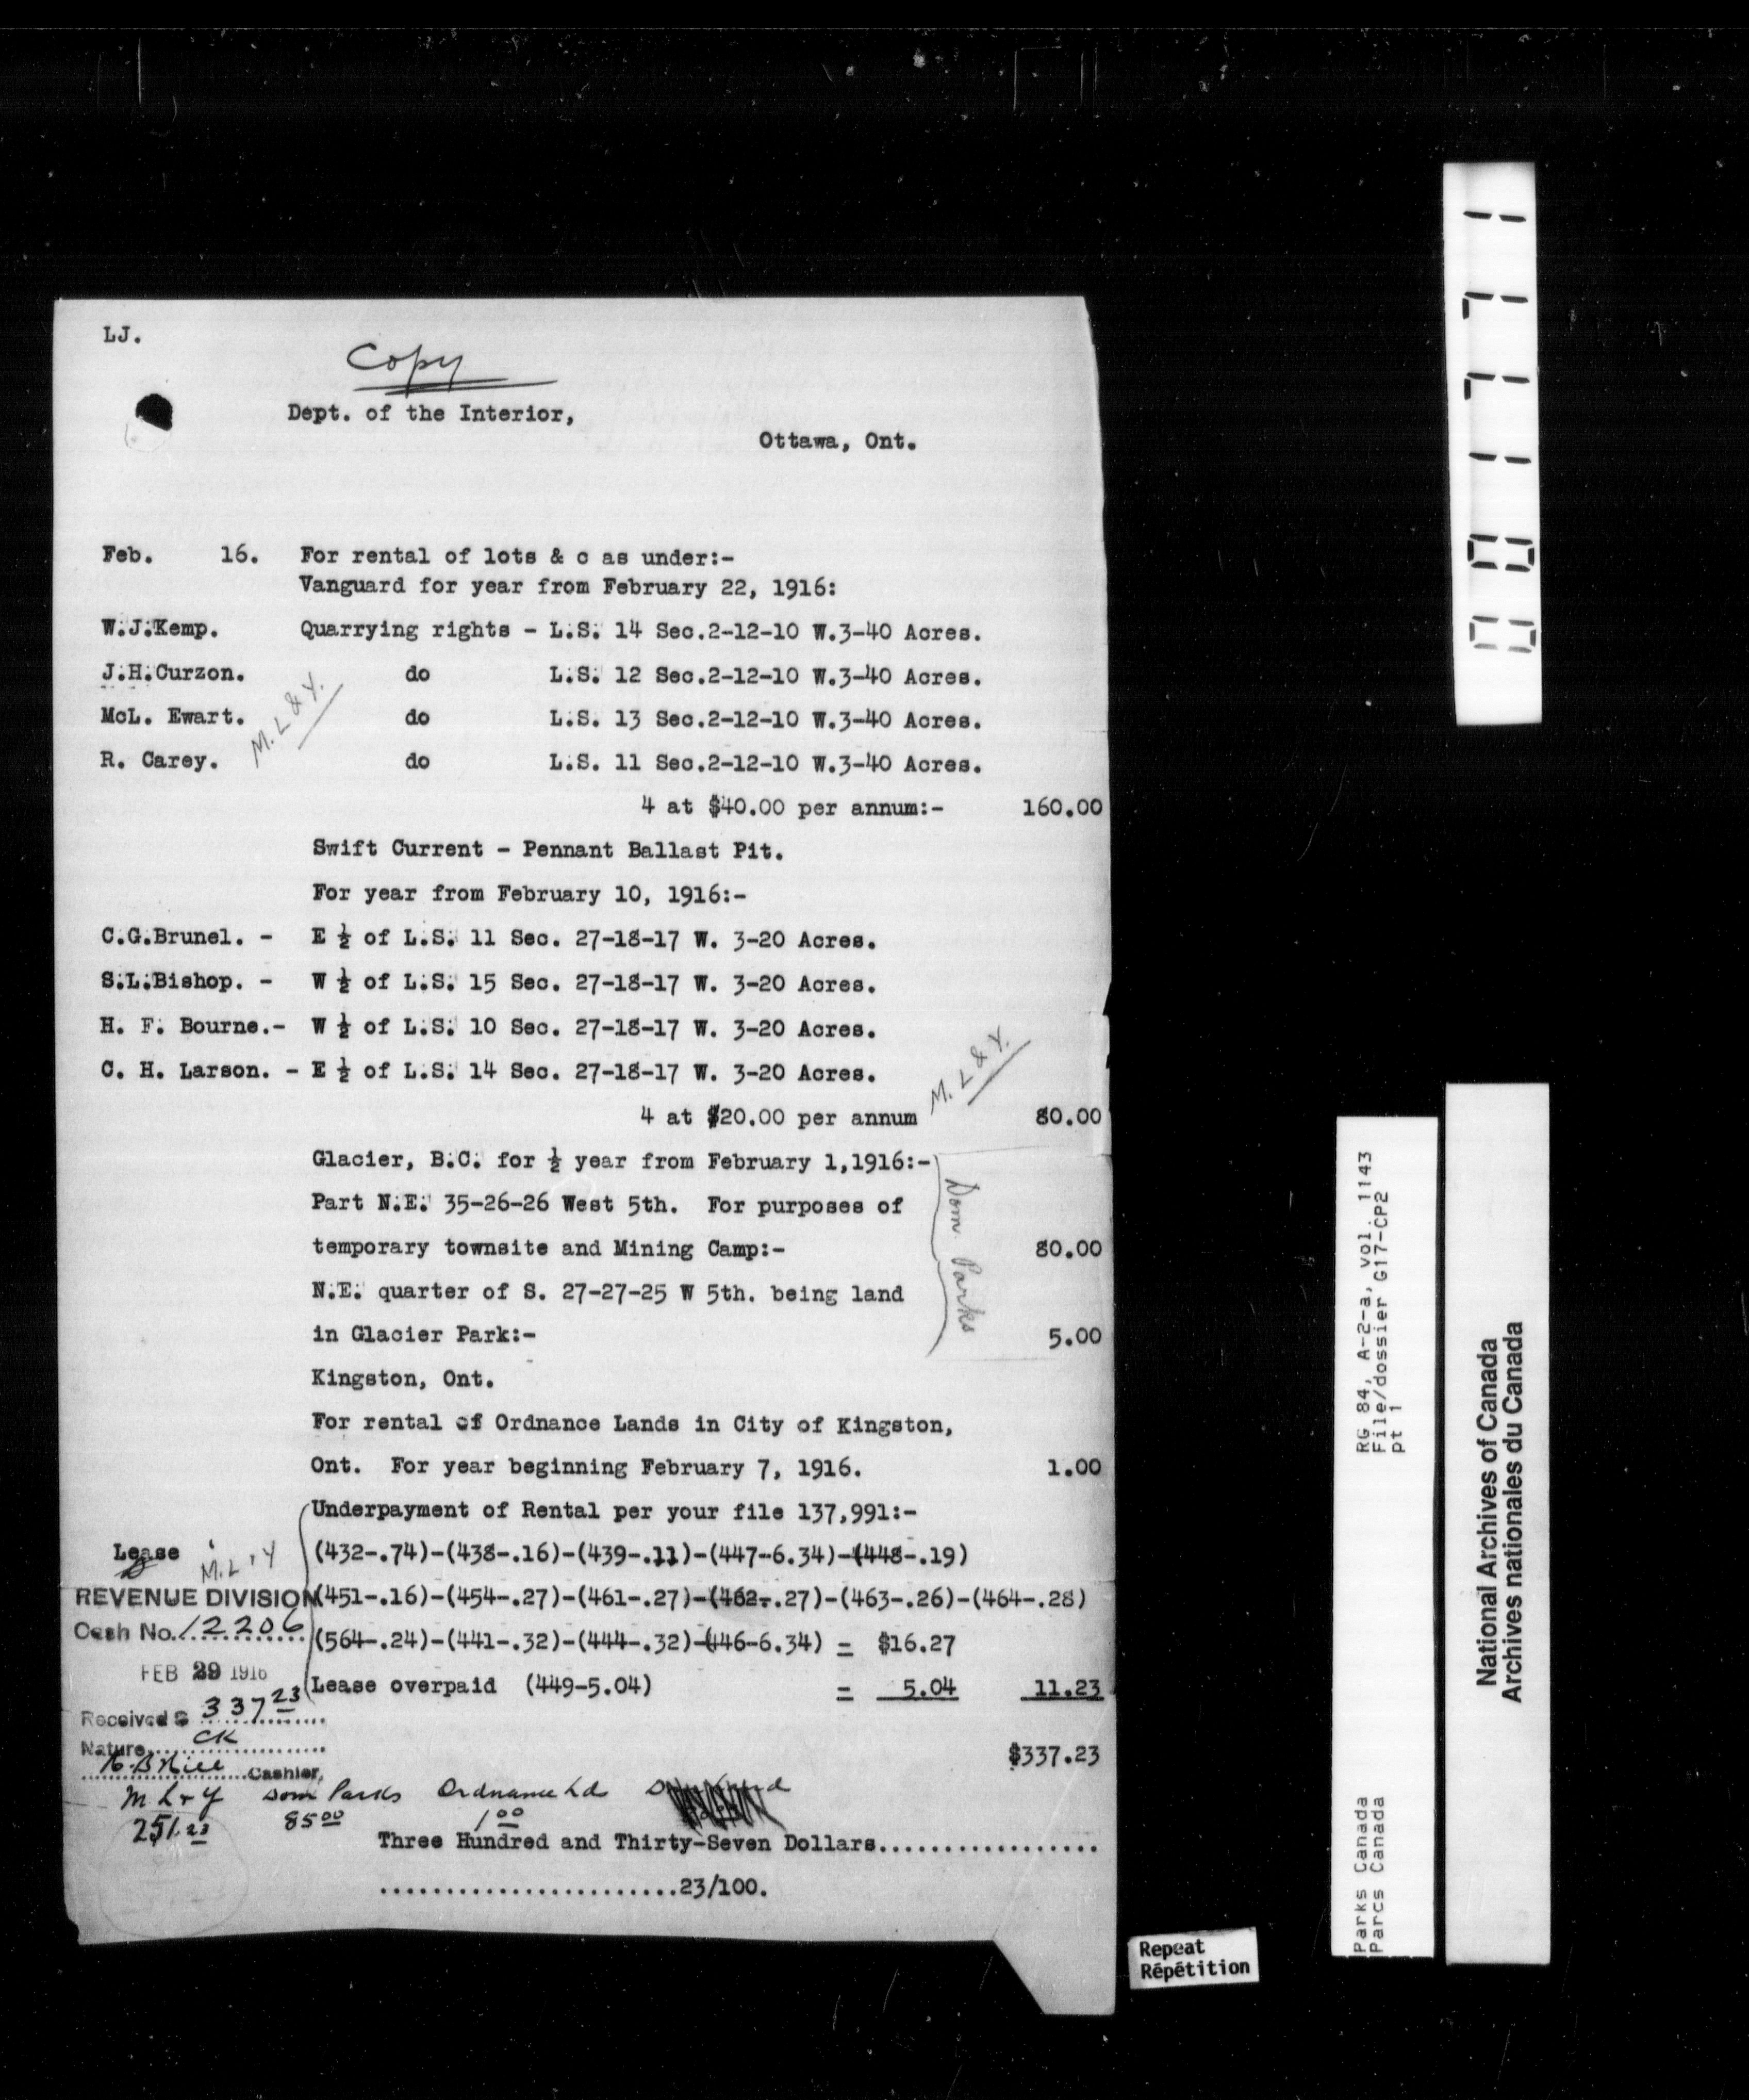 LJ.
Copy
Dept. of the Interior,
Ottawa, Ont.
Feb. 16. For rental of lots & c as under:-
Vanguard for year from February 22, 1916:
W.J.Kemp. Quarrying rights - L.S. 14 Sec.2-12-10 W.3-40 Acres.
J.H.Curzon. do L.S. 12 Sec.2-12-10 W.3-40 Acres.
M. L & Y.
McL. Ewart. do L.S. 13 Sec.2-12-10 W.3-40 Acres.
R. Carey. do L.S. 11 Sec.2-12-10 W.3-40 Acres.
4 at $40.00 per annum:- 160.00
Swift Current - Pennant Ballast Pit.
For year from February 10, 1916:-
C.G.Brunel. - E ½ of L.S. 11 Sec. 27-18-17 W. 3-20 Acres.
S.L.Bishop. - W ½ of L.S. 15 Sec. 27-18-17 W. 3-20 Acres.
H. F. Bourne.- W ½ of L.S. 10 Sec. 27-18-17 W. 3-20 Acres.
C. H. Larson. - E ½ of L.S. 14 Sec. 27-18-17 W. 3-20 Acres.
M. L & Y.
4 at $20.00 per annum 80.00
Glacier, B.C. for ½ year from February 1,1916:-
Part N.E. 35-26-26 West 5th. For purposes of
temporary townsite and Mining Camp:- 80.00
Dom. Parks
N.E. quarter of S. 27-27-25 W 5th. being land
in Glacier Park:- 5.00
Kingston, Ont.
For rental of Ordnance Lands in City of Kingston,
Ont. For year beginning February 7, 1916. 1.00
Underpayment of Rental per your file 137,991:-
Lease (432-.74)-(438-.16)-(439-.11)-(447-6.34)-(448-.19)
M. L & Y
REVENUE DIVISION (451-.16)-(454-.27)-(461-.27)-(462-.27)-(463-.26)-(464-.28)
Cash No. 12206 (564-.24)-(441-.32)-(444-.32)-(446-6.34) = $16.27
FEB 29 1916
Lease overpaid (449-5.04) = 5.04 11.23
Received $ 337.23
Nature CK
$337.23
Cashier,
M L & Y Dom Parks Ordnance Lds
251.23 85.00 1.00
Three Hundred and Thirty-Seven Dollars.................
.......................23/100.
001771
RG 84, A-2-a, vol. 1143
File/dossier G17-CP2
pt 1
Parks Canada
Parcs Canada
National Archives of Canada
Archives nationales du Canada
Repeat
Répétition